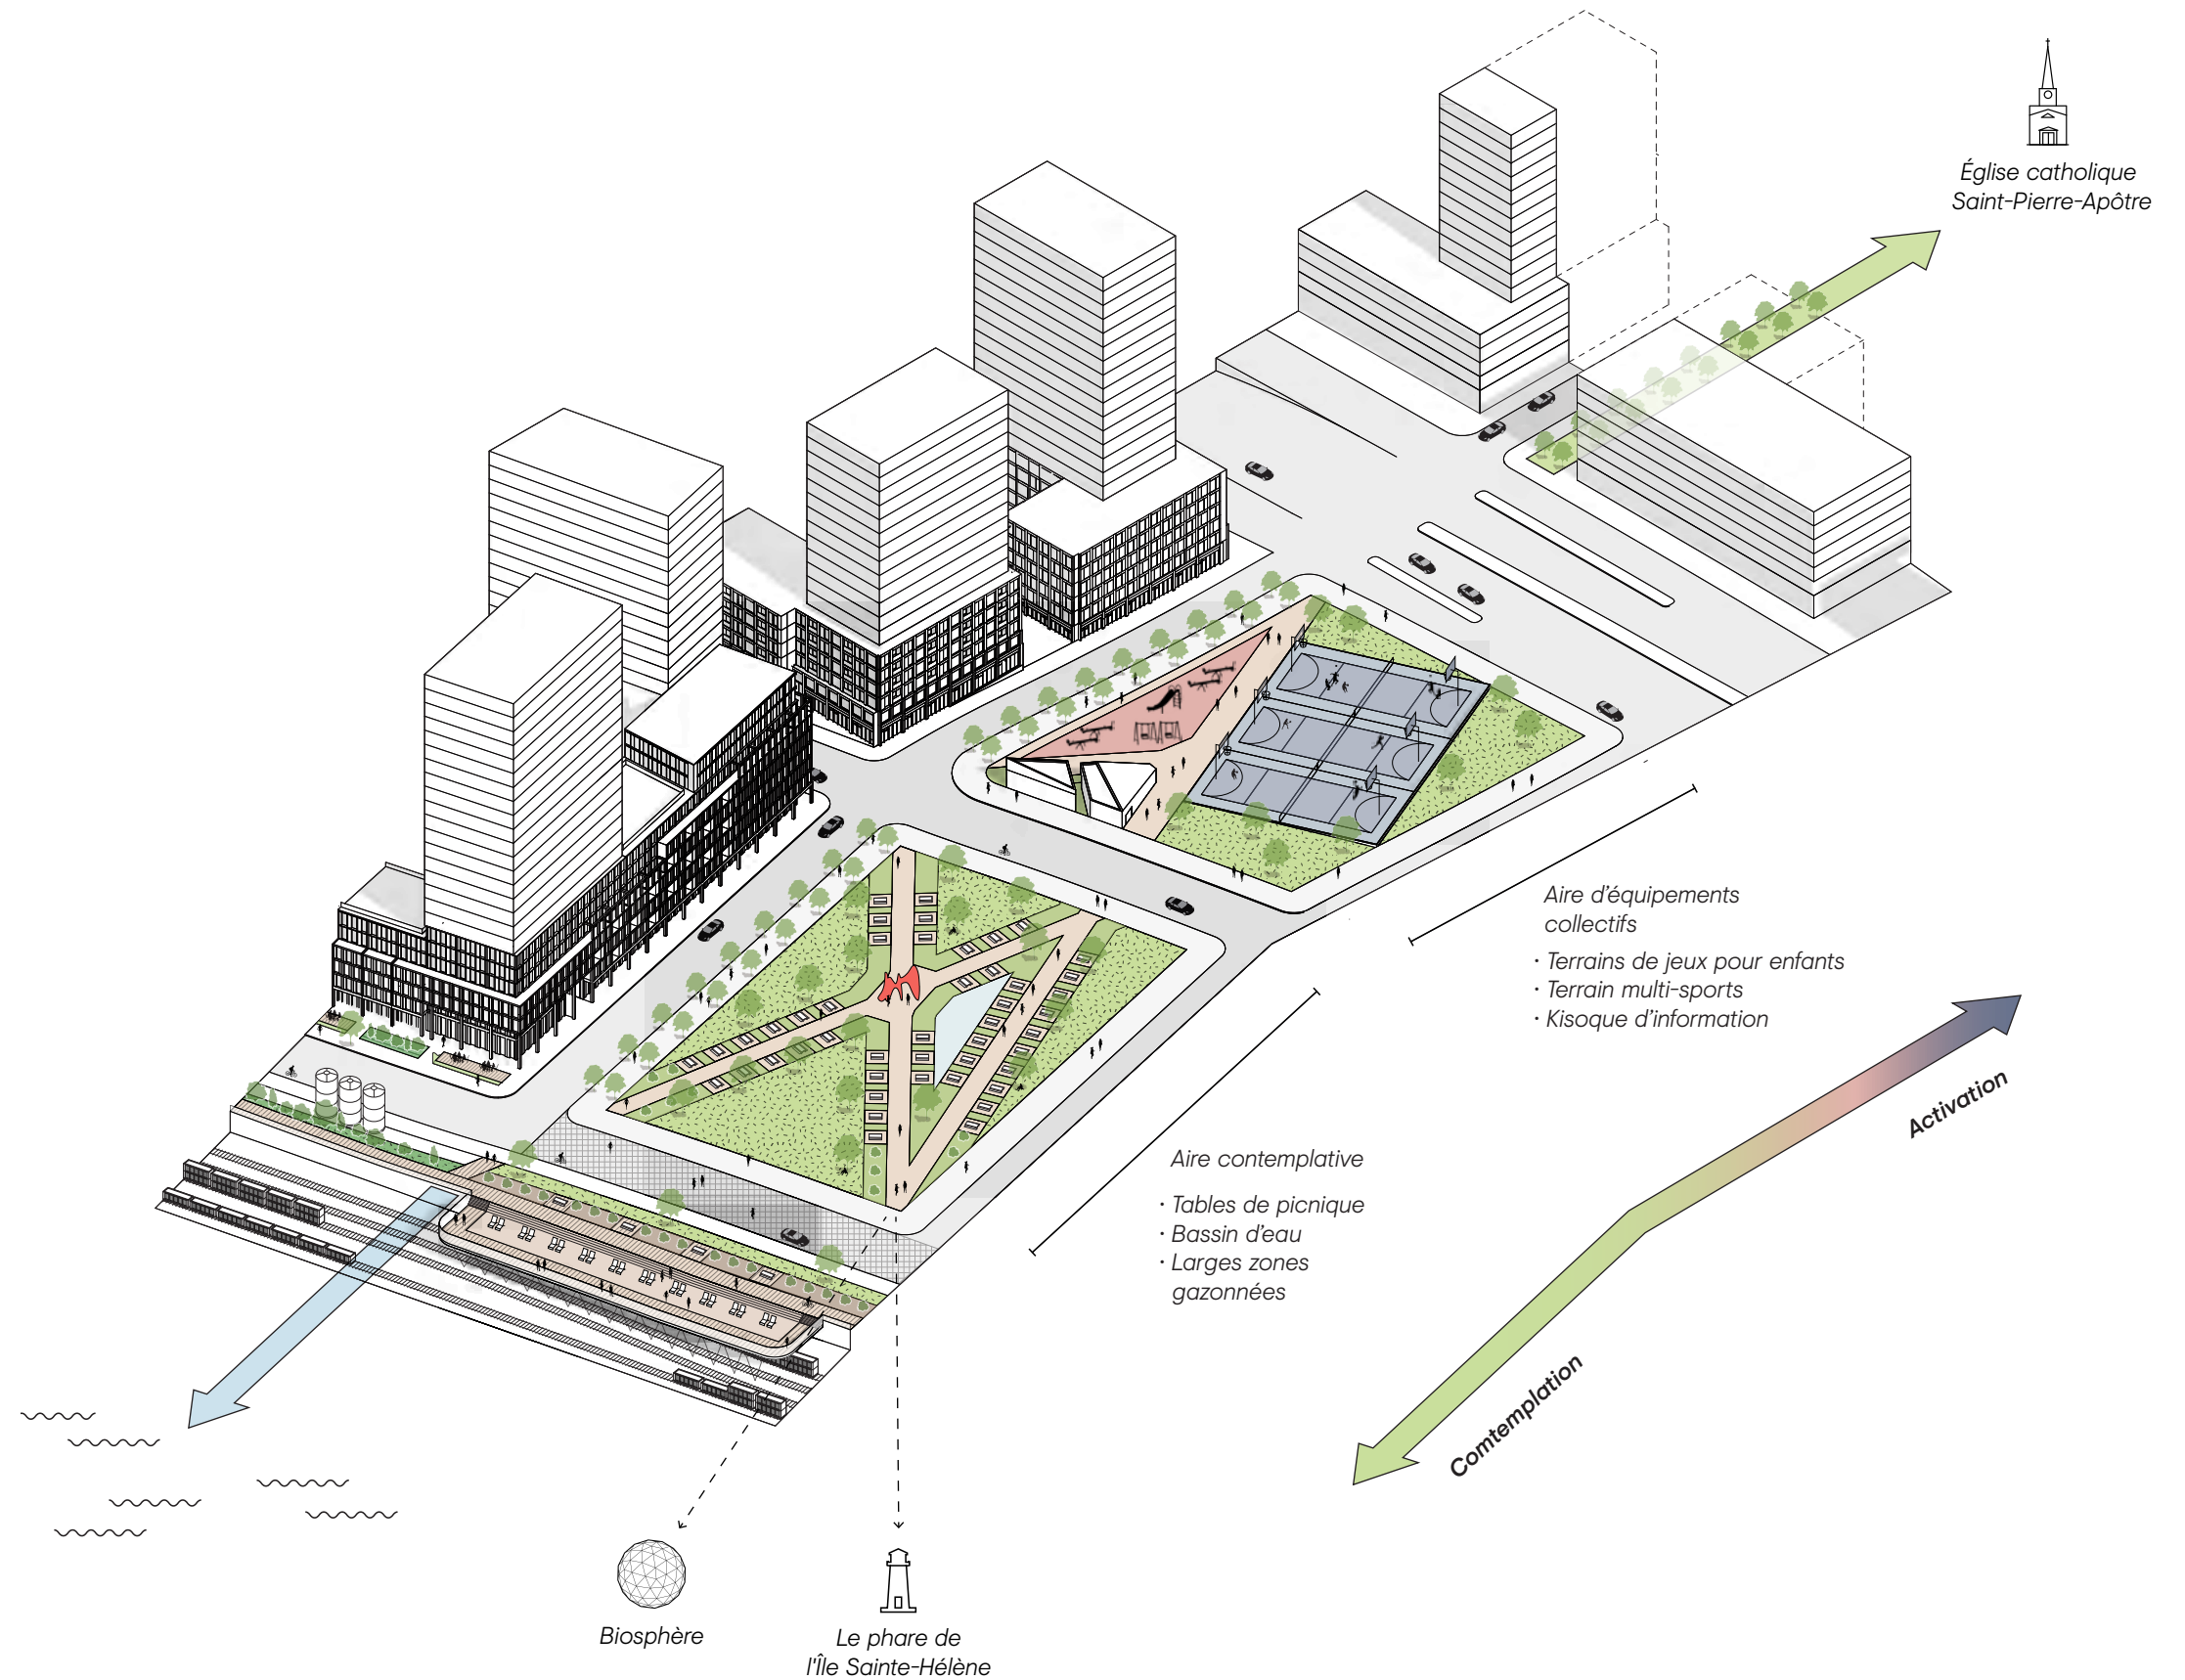 Église catholique
Saint-Pierre-Apôtre
Aire d'équipements
collectifs
· Terrains de jeux pour enfants
· Terrain multi-sports
· Kisoque d'information
Activation
Aire contemplative
· Tables de picnique
· Bassin d'eau
· Larges zones
gazonnées
Comtemplation
Biosphère
Le phare de
l'Île Sainte-Hélène